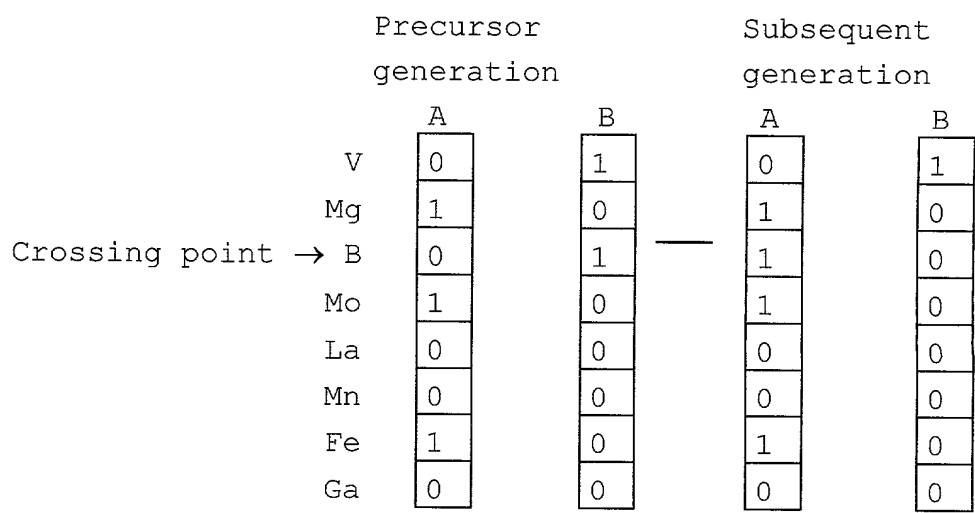 Precursor Subsequent
generation generation
A B A B
V 0 1 0 1
Mg 1 0 1 0
Crossing point → B 0 1 1 0
Mo 1 0 1 0
La 0 0 0 0
Mn 0 0 0 0
Fe 1 0 1 0
Ga 0 0 0 0